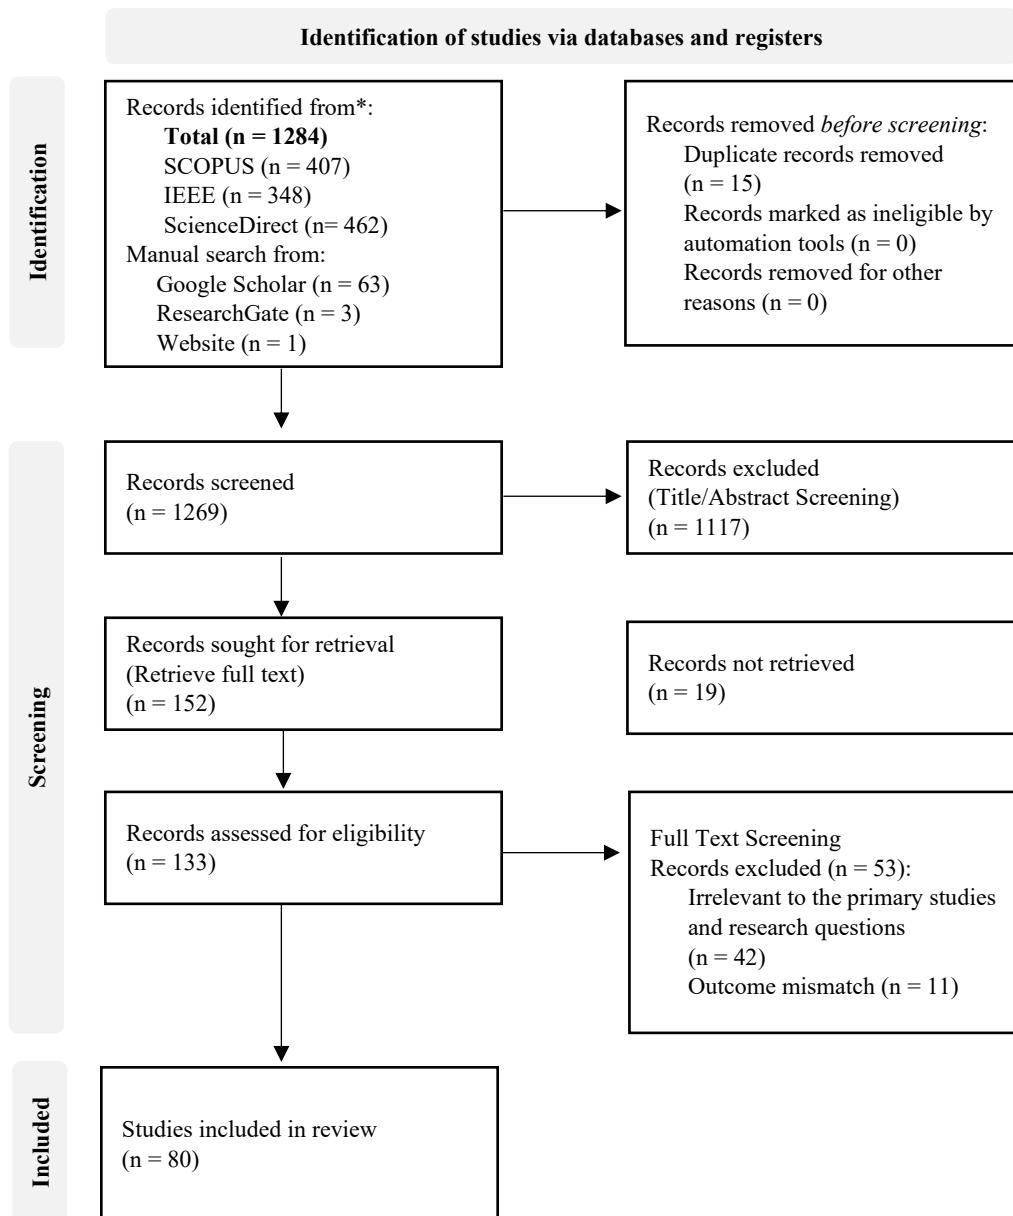 Identification of studies via databases and registers
Identification
Records identified from*:
Total (n = 1284)
SCOPUS (n = 407)
IEEE (n = 348)
ScienceDirect (n= 462)
Manual search from:
Google Scholar (n = 63)
ResearchGate (n = 3)
Website (n = 1)
Records removed before screening:
Duplicate records removed
(n = 15)
Records marked as ineligible by
automation tools (n = 0)
Records removed for other
reasons (n = 0)
Screening
Records screened
(n = 1269)
Records excluded
(Title/Abstract Screening)
(n = 1117)
Records sought for retrieval
(Retrieve full text)
(n = 152)
Records not retrieved
(n = 19)
Records assessed for eligibility
(n = 133)
Full Text Screening
Records excluded (n = 53):
Irrelevant to the primary studies
and research questions
(n = 42)
Outcome mismatch (n = 11)
Included
Studies included in review
(n = 80)